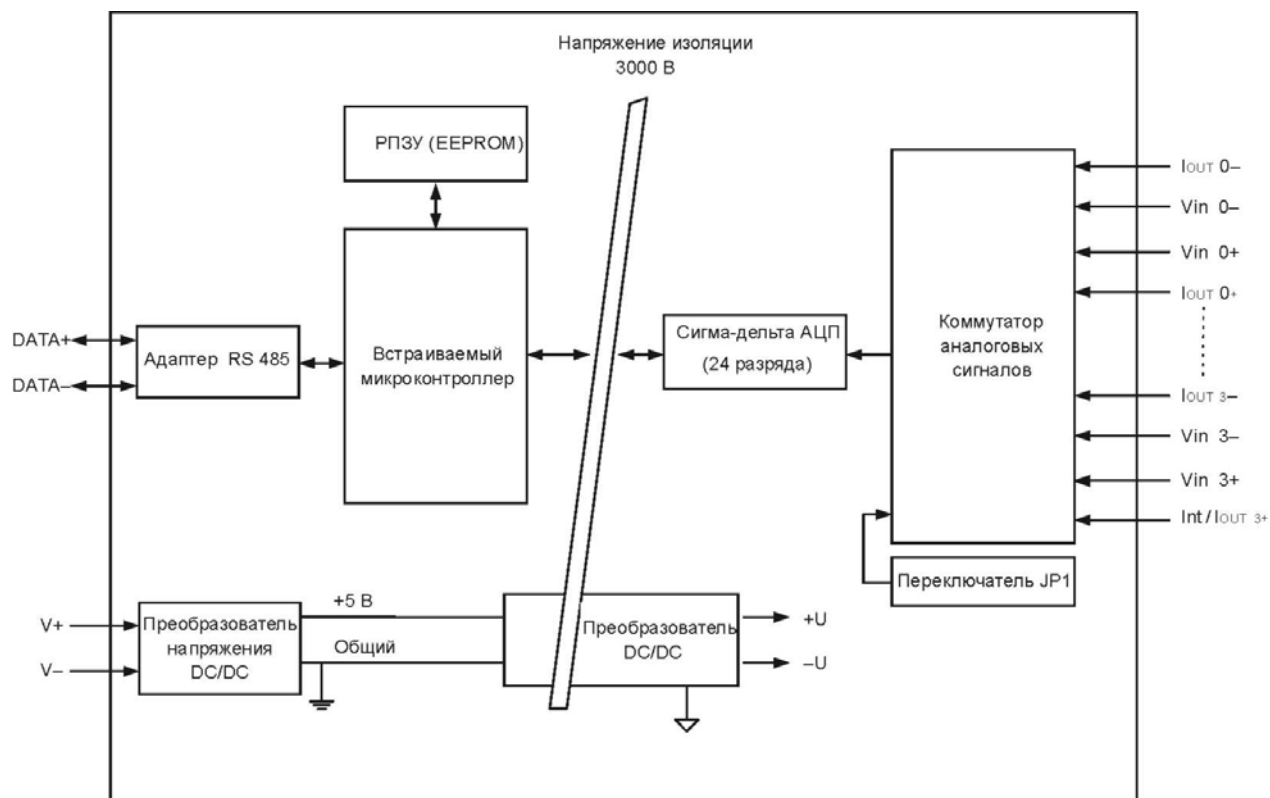 Напряжение изоляции
3000 В
РПЗУ (EEPROM)
IOUT 0–
Vin 0–
Vin 0+
IOUT 0+
DATA+
DATA–
Адаптер RS 485
Встраиваемый
микроконтроллер
Сигма-дельта АЦП
(24 разряда)
Коммутатор
аналоговых
сигналов
IOUT 3–
Vin 3–
Vin 3+
Int / IOUT 3+
Переключатель JP1
V+
V–
Преобразователь
напряжения
DC/DC
+5 В
Общий
Преобразователь
DC/DC
+U
–U